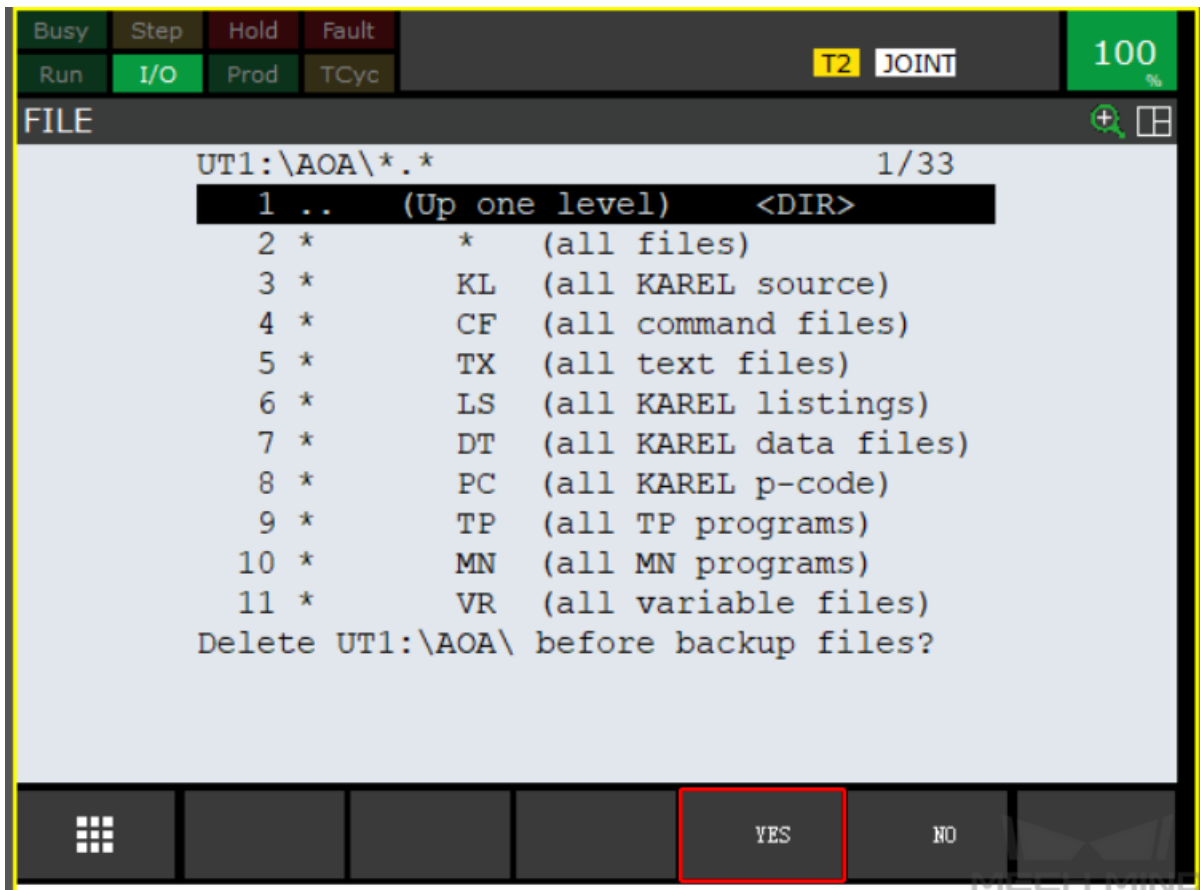 Busy Step Hold Fault
Run I/O Prod TCyc T2 JOINT 100 %
FILE
UT1:\AOA\*.* 1/33
1 .. (Up one level) <DIR>
2 * * (all files)
3 * KL (all KAREL source)
4 * CF (all command files)
5 * TX (all text files)
6 * LS (all KAREL listings)
7 * DT (all KAREL data files)
8 * PC (all KAREL p-code)
9 * TP (all TP programs)
10 * MN (all MN programs)
11 * VR (all variable files)
Delete UT1:\AOA\ before backup files?
YES NO